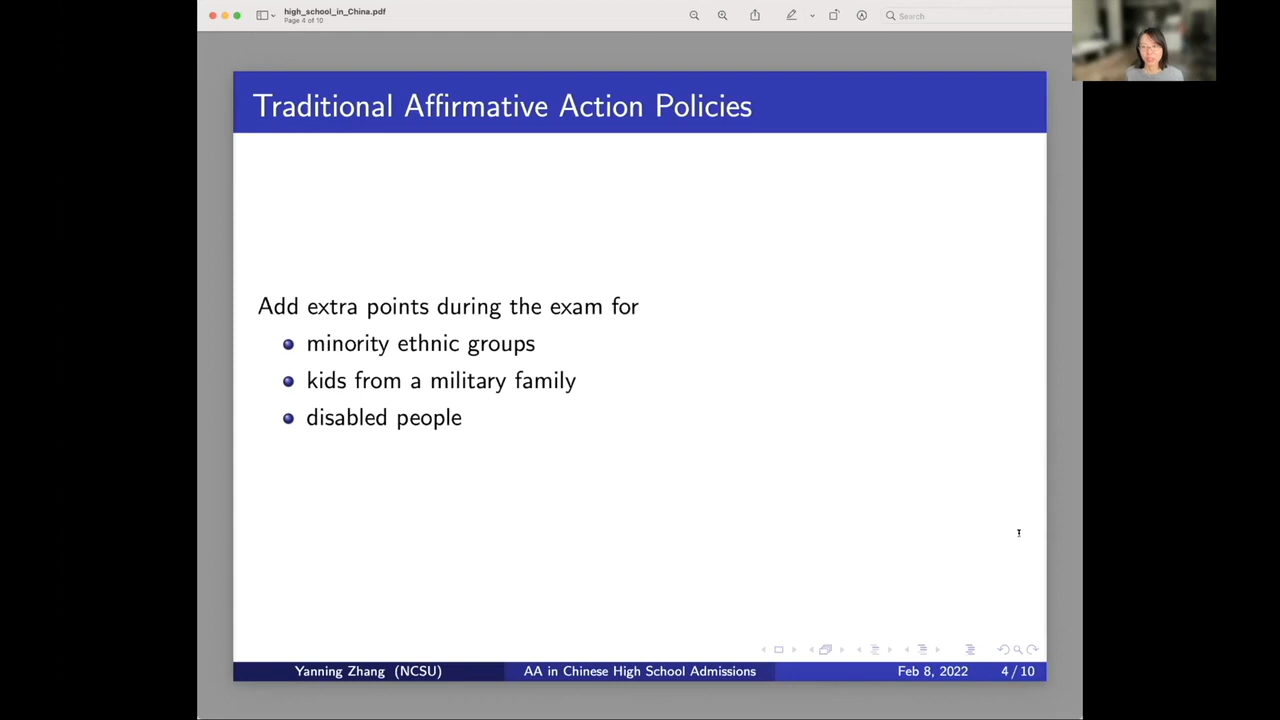 high_school_in_China.pdf
Page 4 of 10
Search
Traditional Affirmative Action Policies
Add extra points during the exam for
minority ethnic groups
kids from a military family
disabled people
Yanning Zhang (NCSU) AA in Chinese High School Admissions Feb 8, 2022 4 / 10